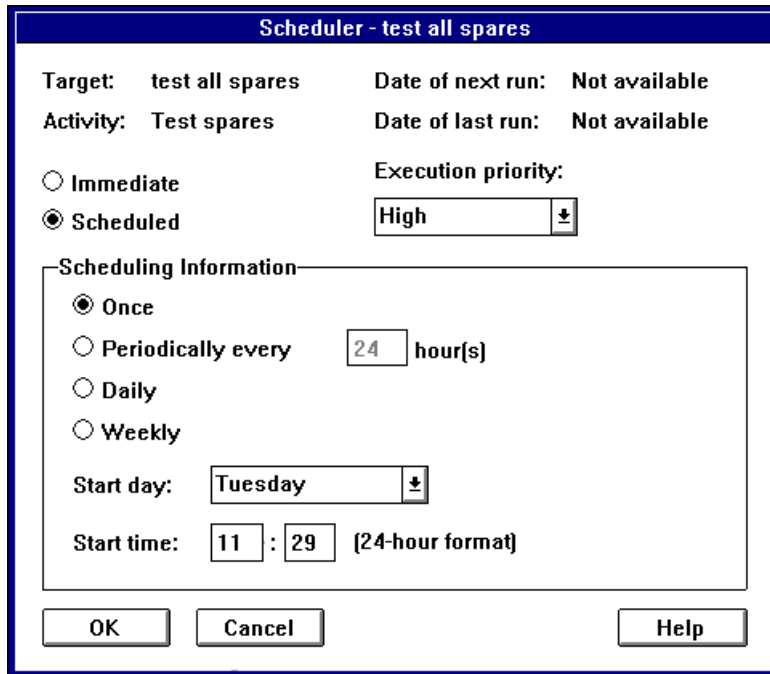 Scheduler - test all spares
Target: test all spares Date of next run: Not available
Activity: Test spares Date of last run: Not available
Immediate Execution priority:
Scheduled High
Scheduling Information
Once
Periodically every 24 hour(s)
Daily
Weekly
Start day: Tuesday
Start time: 11 : 29 (24-hour format)
OK Cancel Help